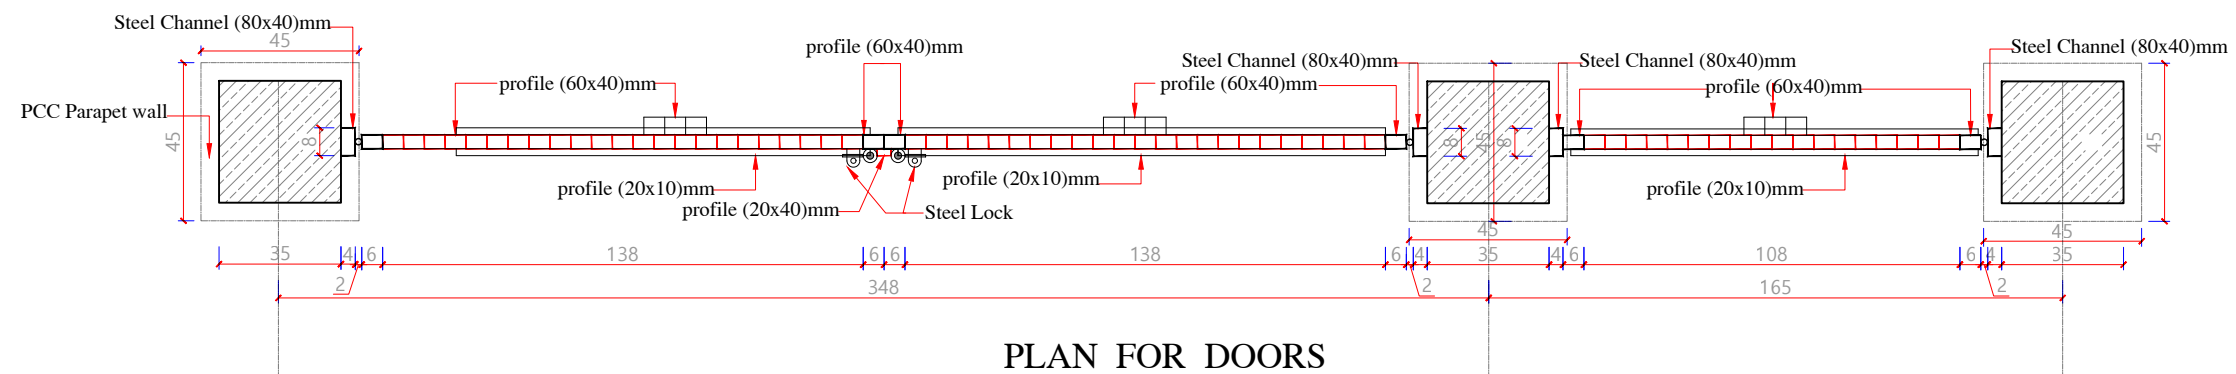 Steel Channel (80x40)mm
45
profile (60x40)mm
Steel Channel (80x40)mm
Steel Channel (80x40)mm
Steel Channel (80x40)mm
profile (60x40)mm
profile (60x40)mm
profile (60x40)mm
PCC Parapet wall
45
8
8
45
8
45
profile (20x10)mm
profile (20x10)mm
profile (20x10)mm
profile (20x40)mm
Steel Lock
45
45
35
4
6
138
6
6
138
6
4
35
4
6
108
6
4
35
2
348
2
165
2
PLAN FOR DOORS